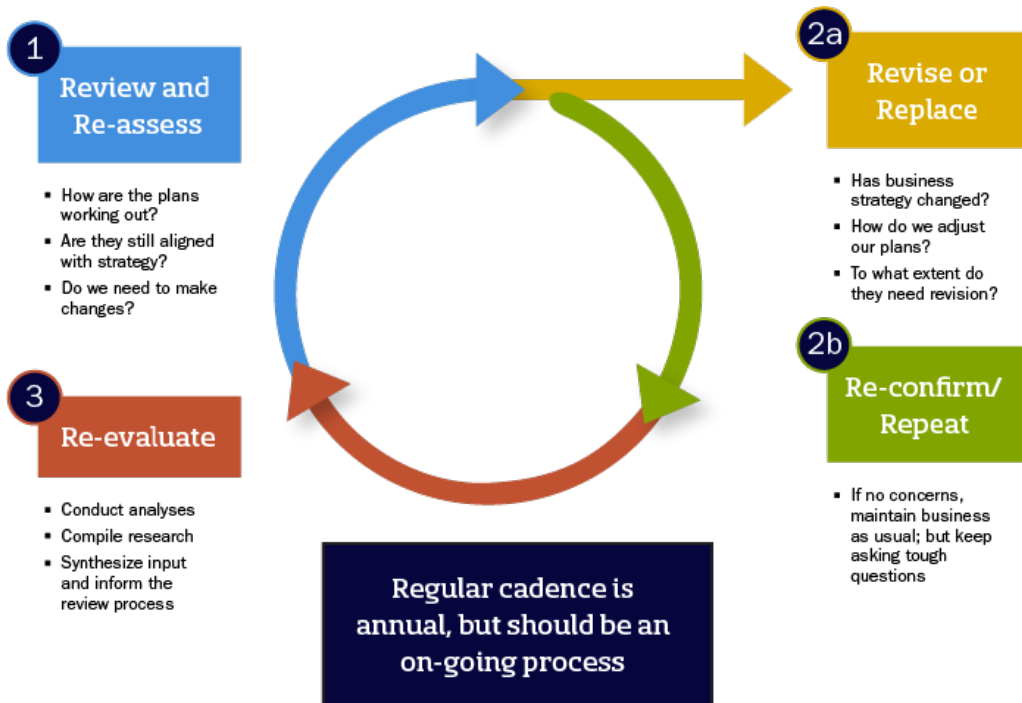 1
Review and
Re-assess
▪ How are the plans
working out?
▪ Are they still aligned
with strategy?
▪ Do we need to make
changes?
2a
Revise or
Replace
▪ Has business
strategy changed?
▪ How do we adjust
our plans?
▪ To what extent do
they need revision?
2b
Re-confirm/
Repeat
▪ If no concerns,
maintain business
as usual; but keep
asking tough
questions
3
Re-evaluate
▪ Conduct analyses
▪ Compile research
▪ Synthesize input
and inform the
review process
Regular cadence is
annual, but should be an
on-going process